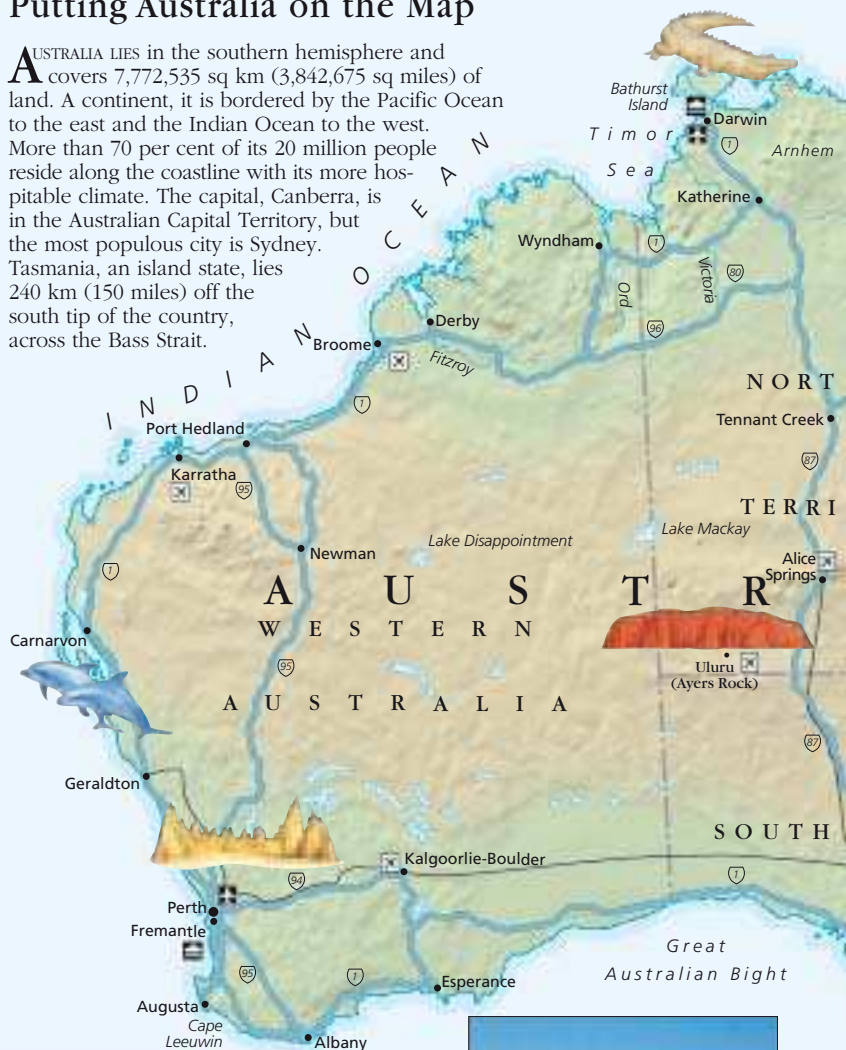 Putting Australia on the Map
AUSTRALIA LIES in the southern hemisphere and
covers 7,772,535 sq km (3,842,675 sq miles) of
land. A continent, it is bordered by the Pacific Ocean
to the east and the Indian Ocean to the west.
More than 70 per cent of its 20 million people
reside along the coastline with its more hos-
pitable climate. The capital, Canberra, is
in the Australian Capital Territory, but
the most populous city is Sydney.
Tasmania, an island state, lies
240 km (150 miles) off the
south tip of the country,
across the Bass Strait.
INDIAN OCEAN
Bathurst
Island
Darwin
Timor
Sea
1
Arnhem
Katherine
Wyndham
1
Ord
Victoria
80
Derby
96
Broome
Fitzroy
NORT
1
Port Hedland
Tennant Creek
Karratha
95
87
TERRI
Lake Disappointment
Lake Mackay
Newman
Alice
Springs
1
AUSTR
WESTERN
Carnarvon
95
Uluru
(Ayers Rock)
AUSTRALIA
87
Geraldton
SOUTH
Kalgoorlie-Boulder
94
1
Perth
Fremantle
Great
Australian Bight
95
1
Esperance
Augusta
Cape
Leeuwin
Albany